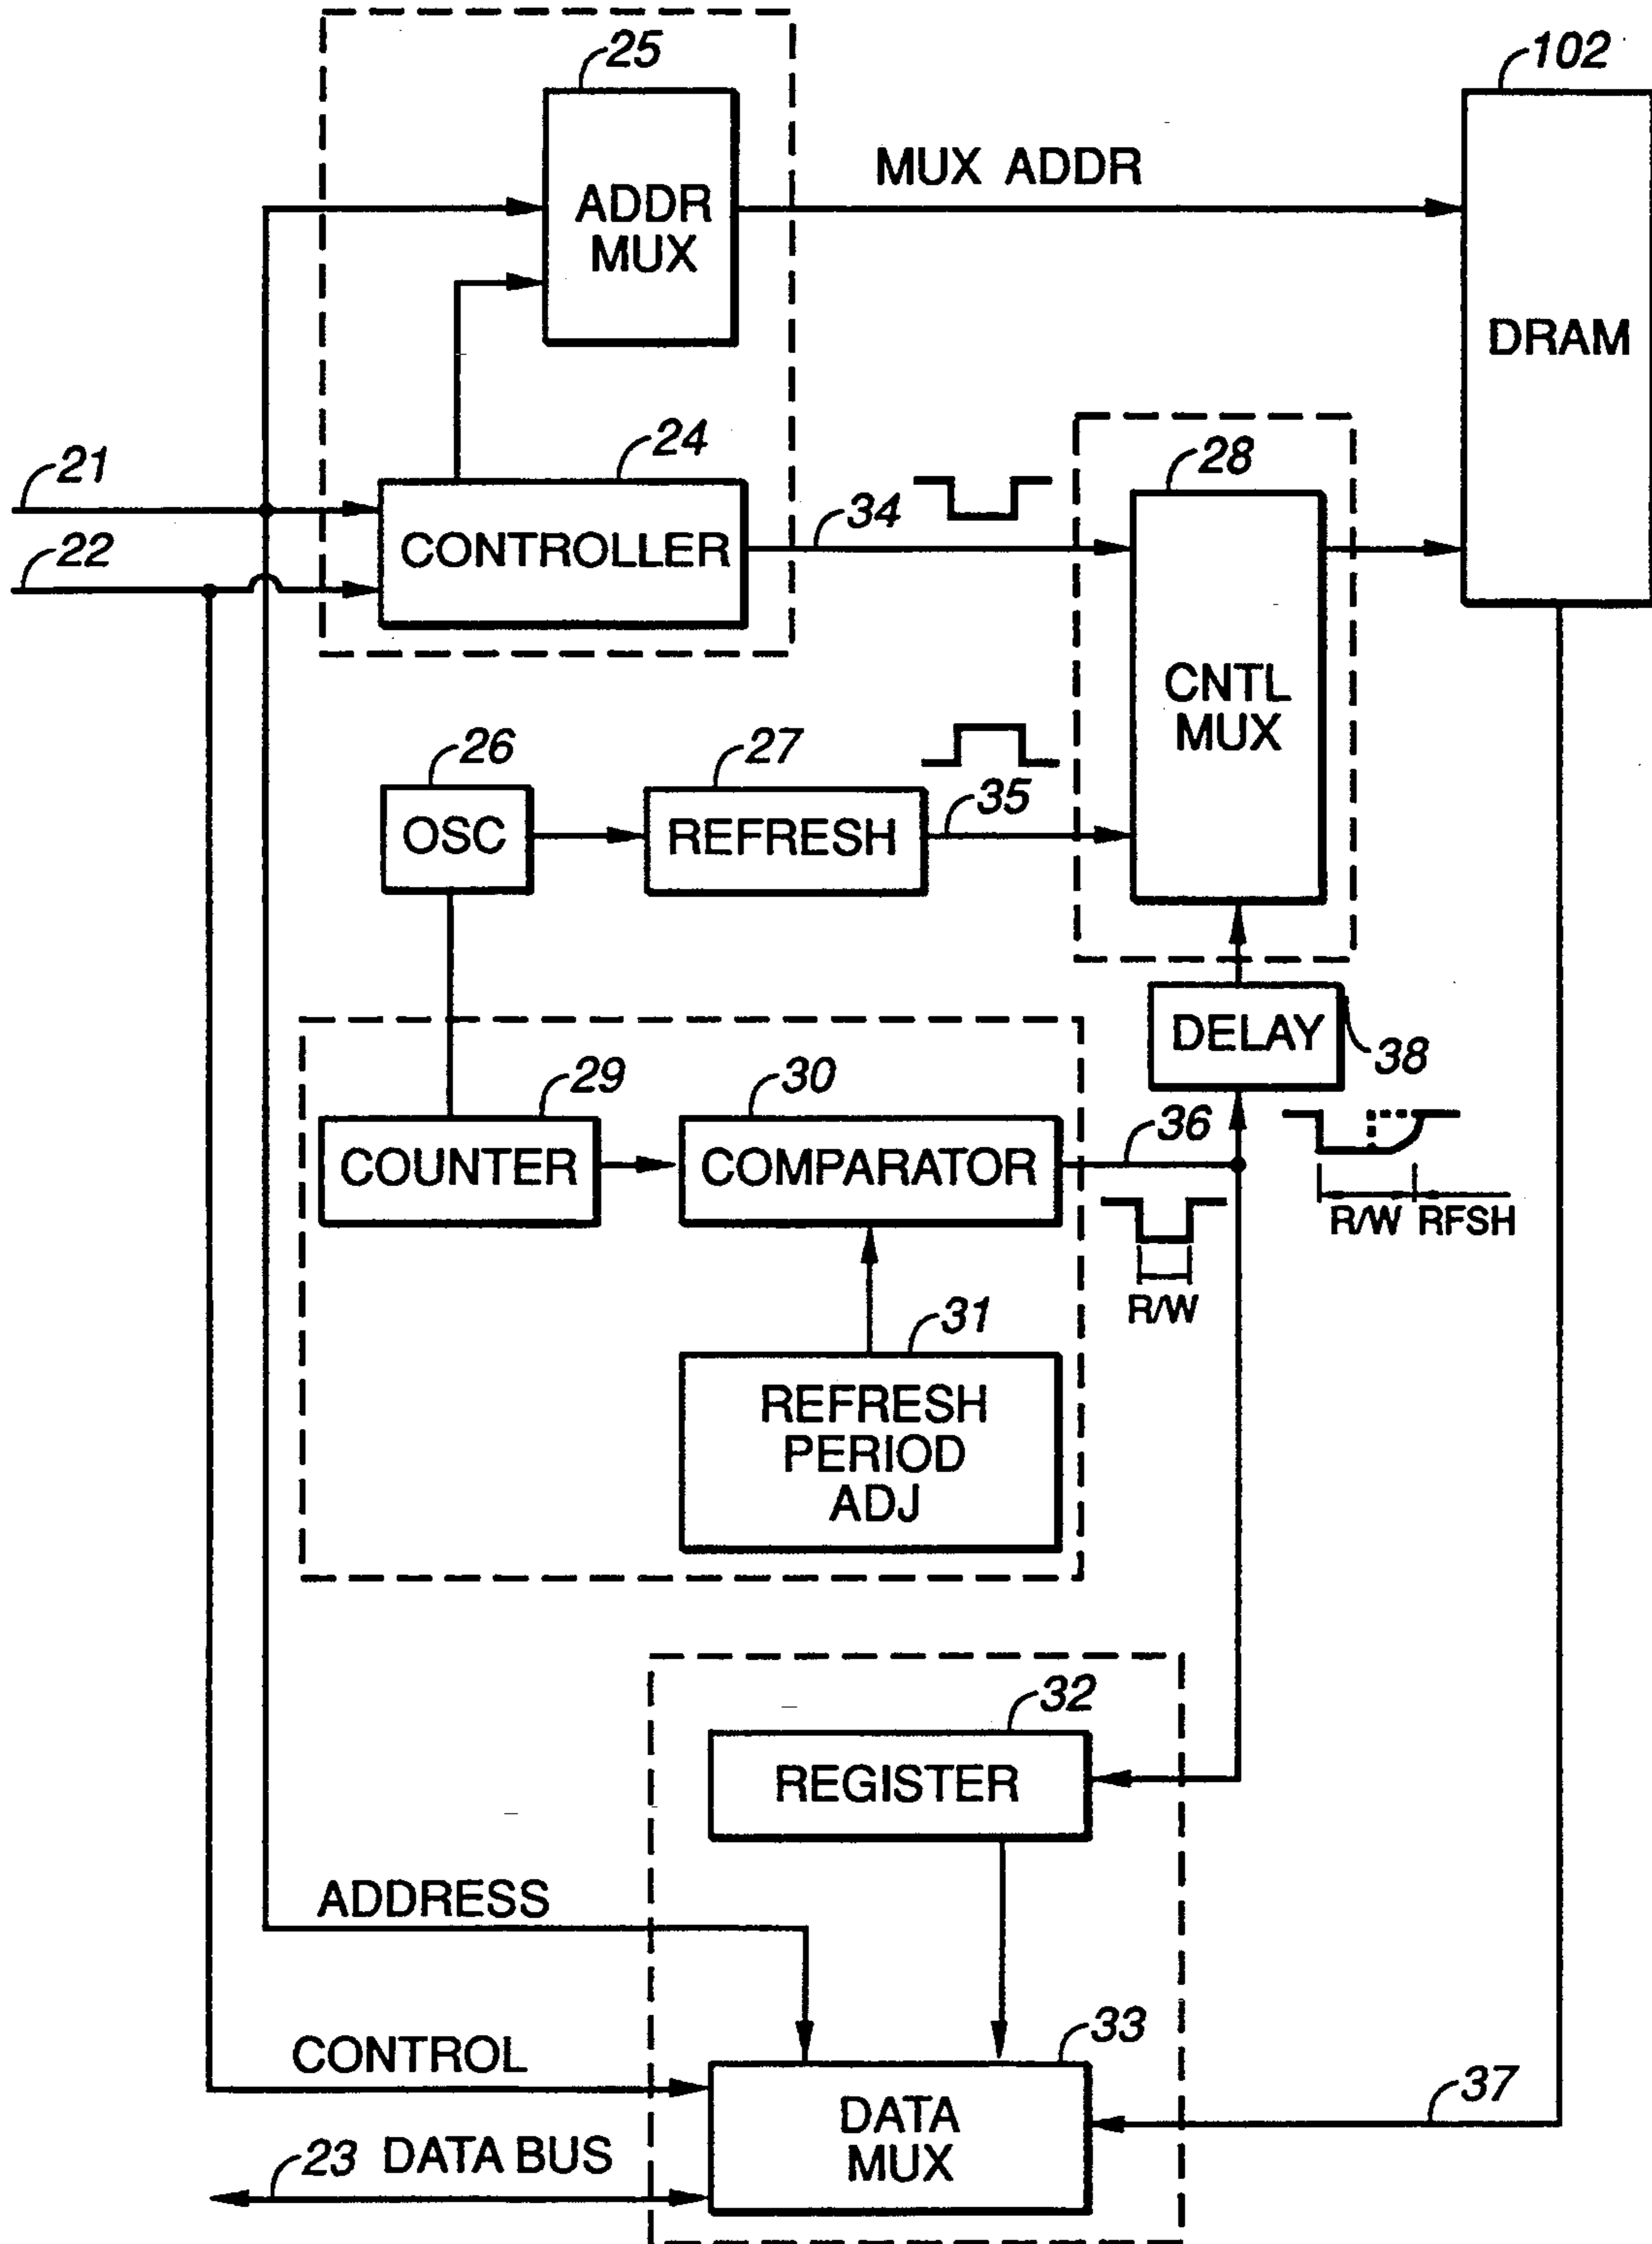 25
102
ADDR
MUX
MUX ADDR
DRAM
21
24
28
22
34
CONTROLLER
CNTL
MUX
26
27
35
OSC
REFRESH
DELAY
38
29
30
36
COUNTER
COMPARATOR
R/W RFSH
R/W
31
REFRESH
PERIOD
ADJ
32
REGISTER
ADDRESS
33
CONTROL
37
DATA
MUX
23 DATA BUS